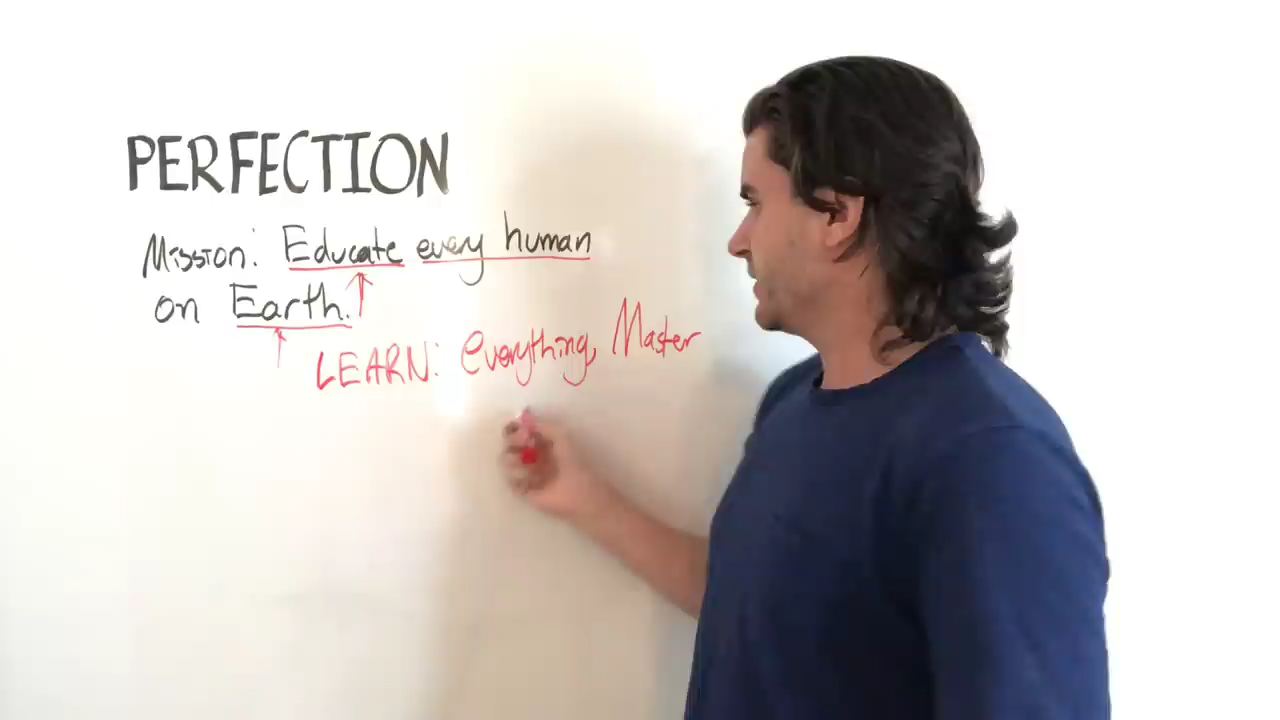 PERFECTION
Mission: Educate every human
on Earth.
LEARN: everything, Master